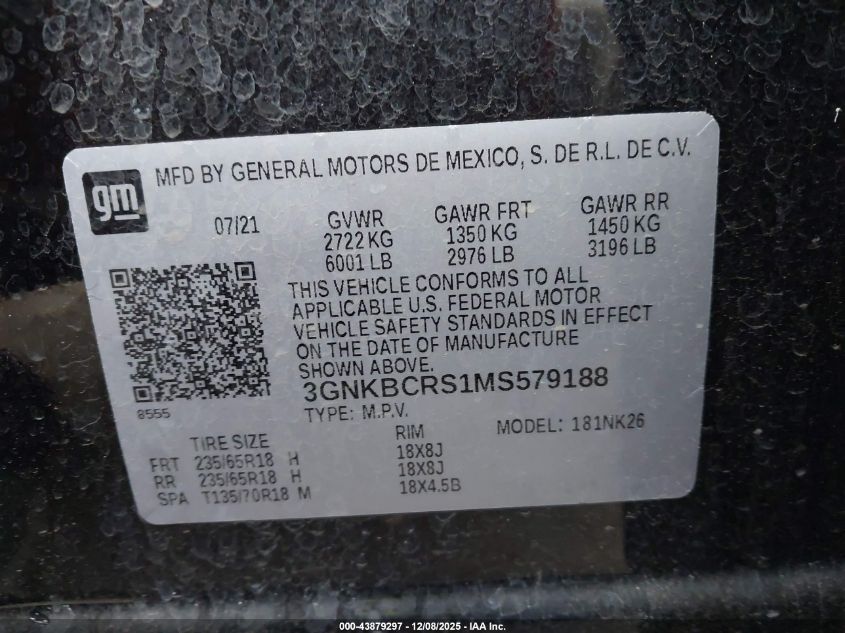 MFD BY GENERAL MOTORS DE MEXICO, S. DE R.L. DE C.V.
gm
07/21 GVWR GAWR FRT GAWR RR
2722 KG 1350 KG 1450 KG
6001 LB 2976 LB 3196 LB
THIS VEHICLE CONFORMS TO ALL
APPLICABLE U.S. FEDERAL MOTOR
VEHICLE SAFETY STANDARDS IN EFFECT
ON THE DATE OF MANUFACTURE
SHOWN ABOVE.
3GNKBCRS1MS579188
8555
TYPE: M.P.V. MODEL: 181NK26
TIRE SIZE RIM
FRT 235/65R18 H 18X8J
RR 235/65R18 H 18X8J
SPA T135/70R18 M 18X4.5B
000-43879297 - 12/08/2025 - IAA Inc.